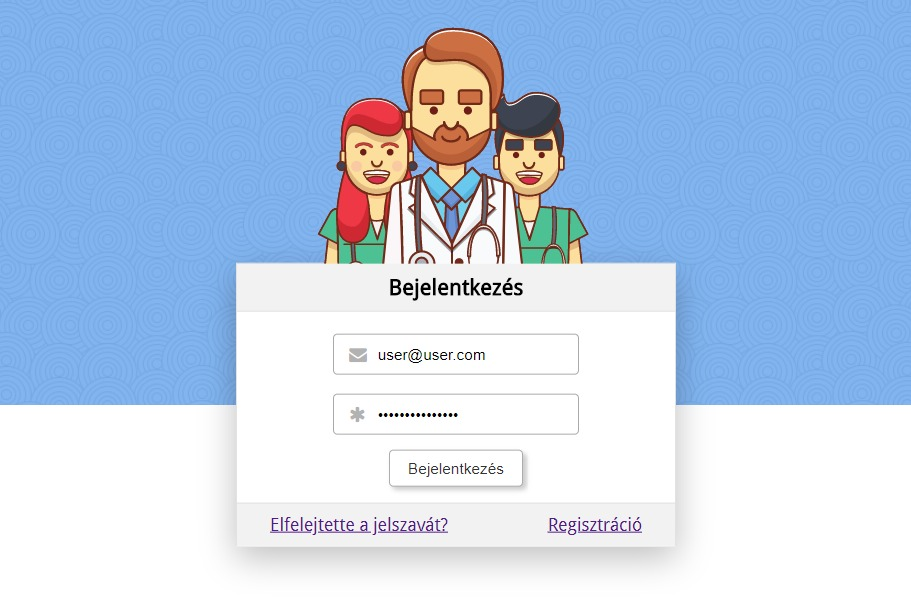 Bejelentkezés
user@user.com
•••••••••••••••
Bejelentkezés
Elfelejtette a jelszavát? Regisztráció